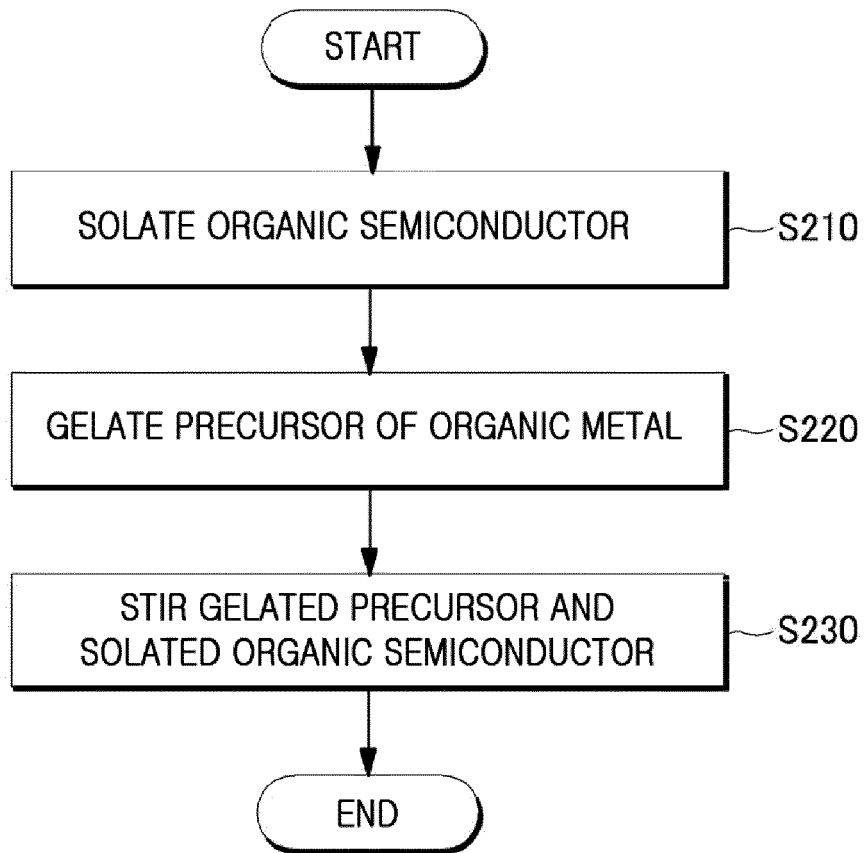 START
SOLATE ORGANIC SEMICONDUCTOR
S210
GELATE PRECURSOR OF ORGANIC METAL
S220
STIR GELATED PRECURSOR AND
SOLATED ORGANIC SEMICONDUCTOR
S230
END